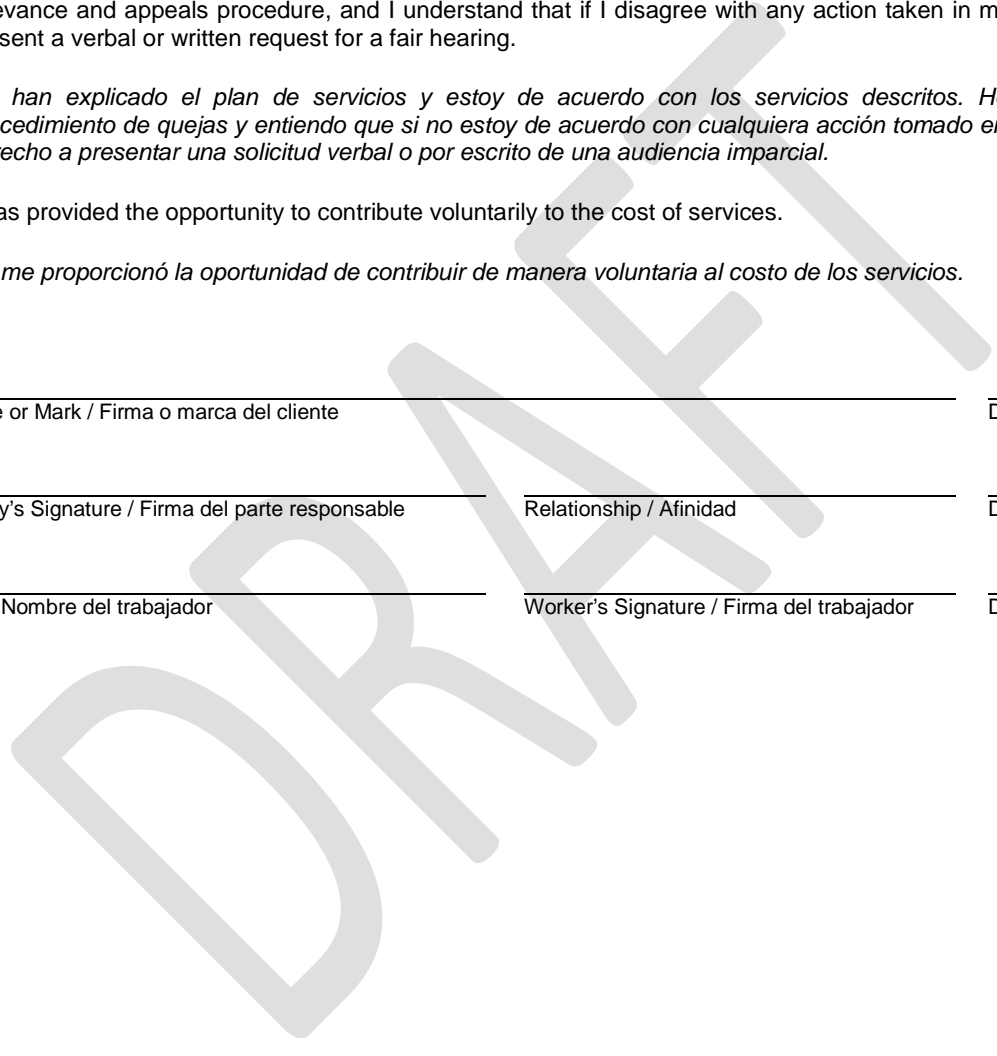 evance and appeals procedure, and I understand that if I disagree with any action taken in m
sent a verbal or written request for a fair hearing.
han explicado el plan de servicios y estoy de acuerdo con los servicios descritos. H
cedimiento de quejas y entiendo que si no estoy de acuerdo con cualquiera acción tomado e
echo a presentar una solicitud verbal o por escrito de una audiencia imparcial.
as provided the opportunity to contribute voluntarily to the cost of services.
me proporcionó la oportunidad de contribuir de manera voluntaria al costo de los servicios.
e or Mark / Firma o marca del cliente D
y's Signature / Firma del parte responsable Relationship / Afinidad D
Nombre del trabajador Worker's Signature / Firma del trabajador D
DRAFT